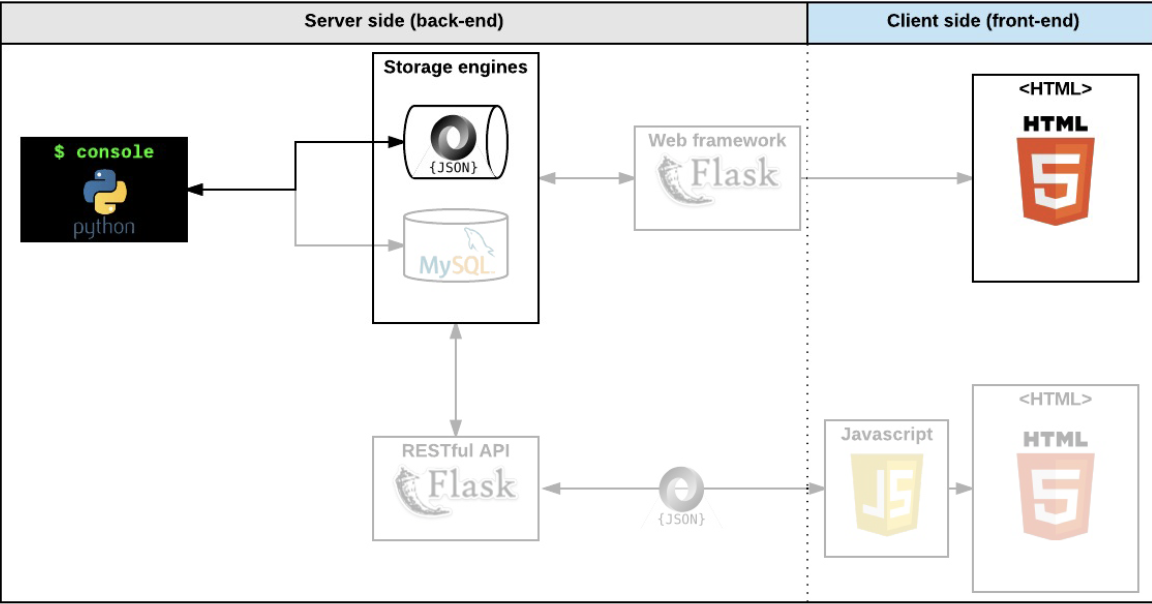 Server side (back-end)
Client side (front-end)
Storage engines
<HTML>
HTML
5
$ console
python
{JSON}
Web framework
Flask
MySQL
RESTful API
Flask
{JSON}
Javascript
JS
<HTML>
HTML
5